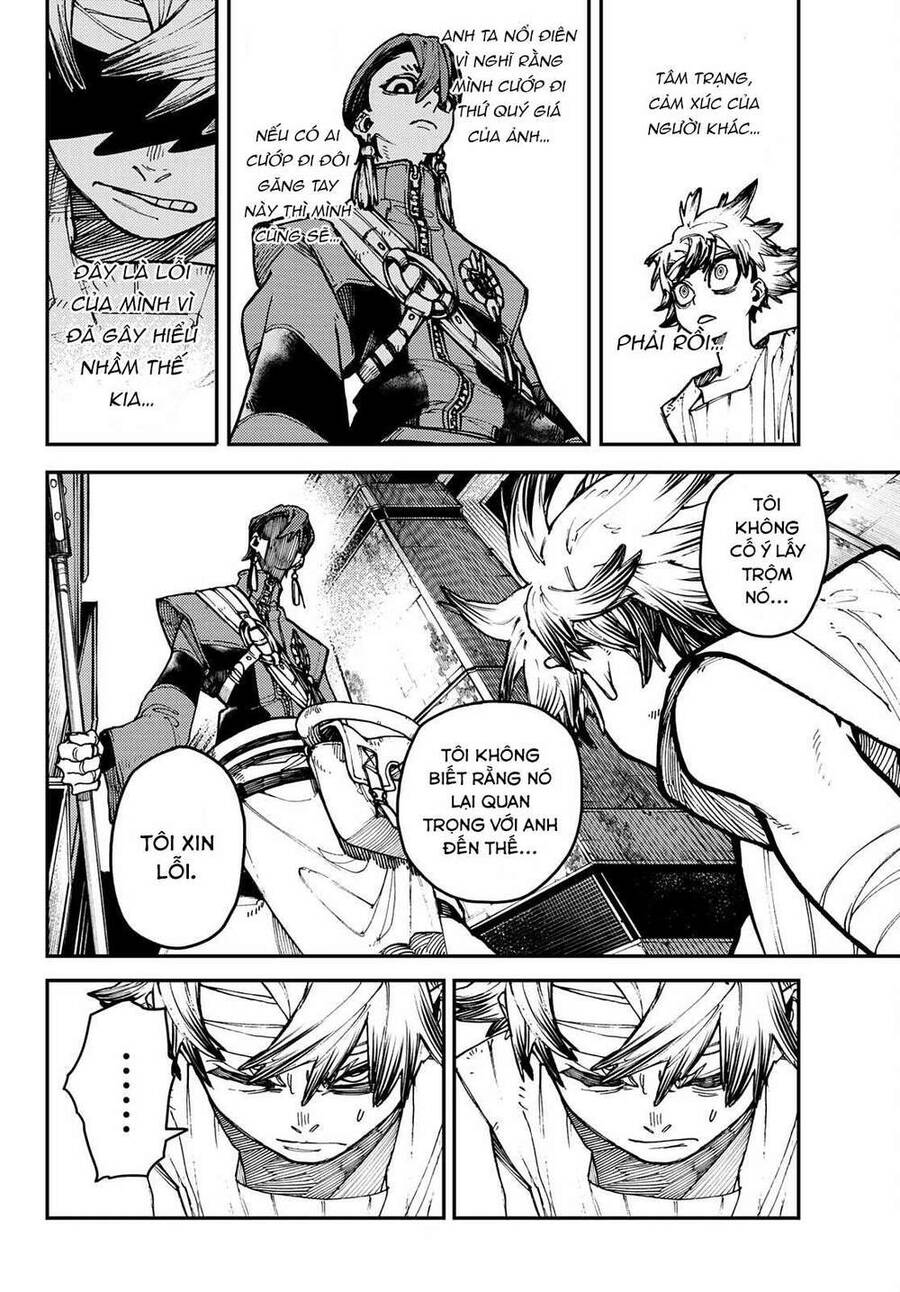 TÂM TRẠNG,
CẢM XÚC CỦA
NGƯỜI KHÁC...
PHẢI RỒI...
ANH TA NỔI ĐIÊN
VÌ NGHĨ RẰNG
MÌNH CƯỚP ĐI
THỨ QUÝ GIÁ
CỦA ẢNH...
NẾU CÓ AI
CƯỚP ĐI ĐÔI
GĂNG TAY
NÀY THÌ MÌNH
CŨNG SẼ...
ĐÂY LÀ LỖI
CỦA MÌNH VÌ
ĐÃ GÂY HIỂU
NHẦM THẾ
KIA...
TÔI
KHÔNG
CỐ Ý LẤY
TRỘM
NÓ...
TÔI KHÔNG
BIẾT RẰNG NÓ
LẠI QUAN
TRỌNG VỚI ANH
ĐẾN THẾ...
TÔI XIN
LỖI.
......